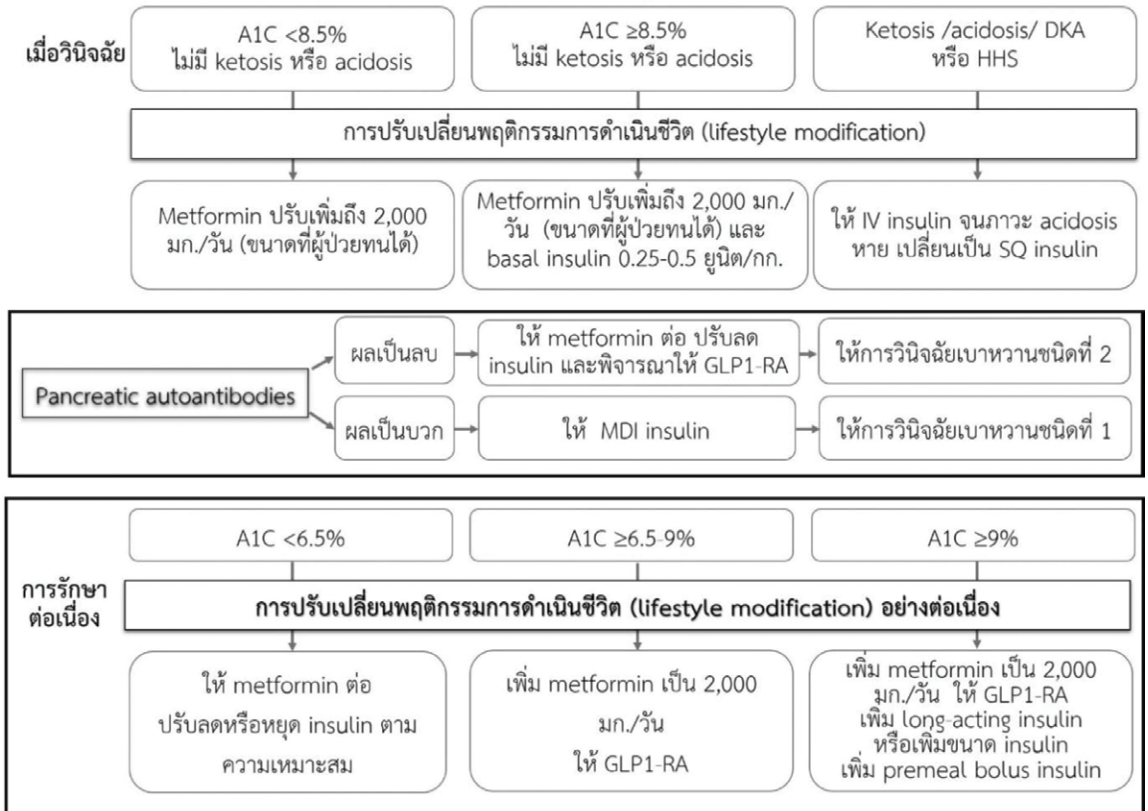 เมื่อวินิจฉัย
A1C <8.5%
ไม่มี ketosis หรือ acidosis
A1C ≥8.5%
ไม่มี ketosis หรือ acidosis
Ketosis /acidosis/ DKA
หรือ HHS
การปรับเปลี่ยนพฤติกรรมการดำเนินชีวิต (lifestyle modification)
Metformin ปรับเพิ่มถึง 2,000
มก./วัน (ขนาดที่ผู้ป่วยทนได้)
Metformin ปรับเพิ่มถึง 2,000 มก./
วัน (ขนาดที่ผู้ป่วยทนได้) และ
basal insulin 0.25-0.5 ยูนิต/กก.
ให้ IV insulin จนภาวะ acidosis
หาย เปลี่ยนเป็น SQ insulin
Pancreatic autoantibodies
ผลเป็นลบ
ให้ metformin ต่อ ปรับลด
insulin และพิจารณาให้ GLP1-RA
ให้การวินิจฉัยเบาหวานชนิดที่ 2
ผลเป็นบวก
ให้ MDI insulin
ให้การวินิจฉัยเบาหวานชนิดที่ 1
การรักษา
ต่อเนื่อง
A1C <6.5%
A1C ≥6.5-9%
A1C ≥9%
การปรับเปลี่ยนพฤติกรรมการดำเนินชีวิต (lifestyle modification) อย่างต่อเนื่อง
ให้ metformin ต่อ
ปรับลดหรือหยุด insulin ตาม
ความเหมาะสม
เพิ่ม metformin เป็น 2,000
มก./วัน
ให้ GLP1-RA
เพิ่ม metformin เป็น 2,000
มก./วัน ให้ GLP1-RA
เพิ่ม long-acting insulin
หรือเพิ่มขนาด insulin
เพิ่ม premeal bolus insulin